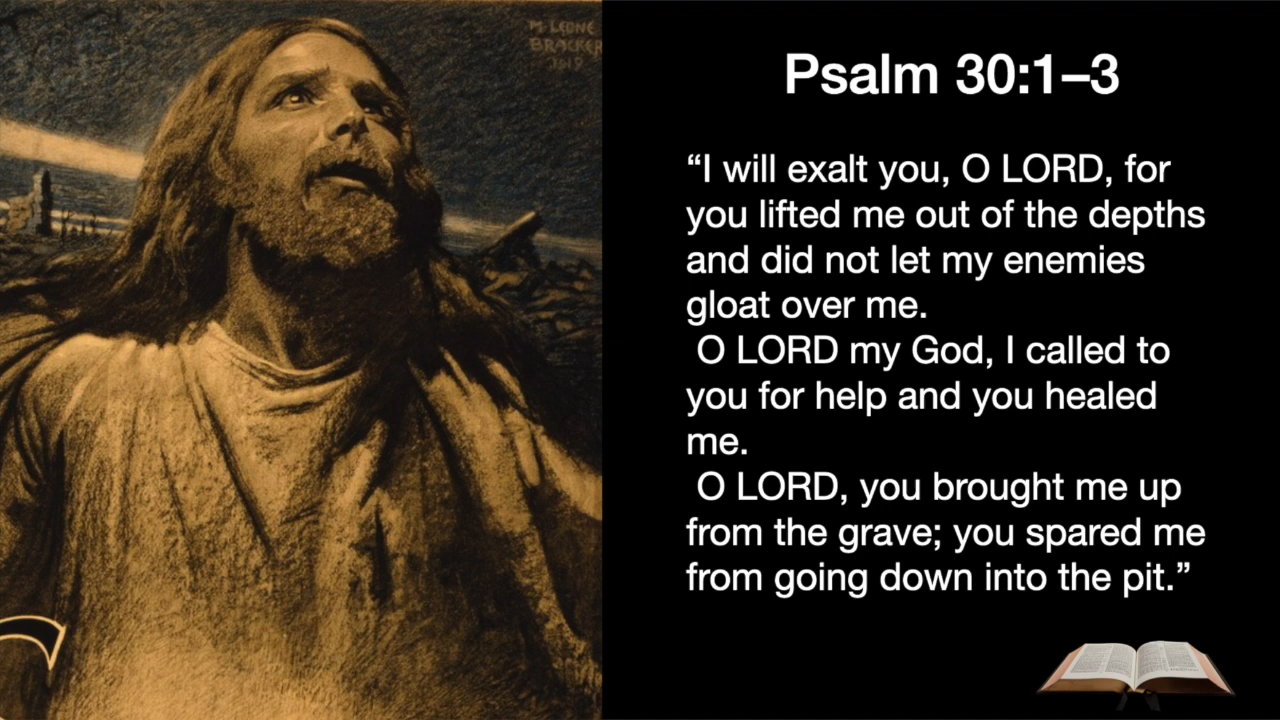 M. LEONE
BRACKER
1919
Psalm 30:1–3
“I will exalt you, O LORD, for
you lifted me out of the depths
and did not let my enemies
gloat over me.
O LORD my God, I called to
you for help and you healed
me.
O LORD, you brought me up
from the grave; you spared me
from going down into the pit.”